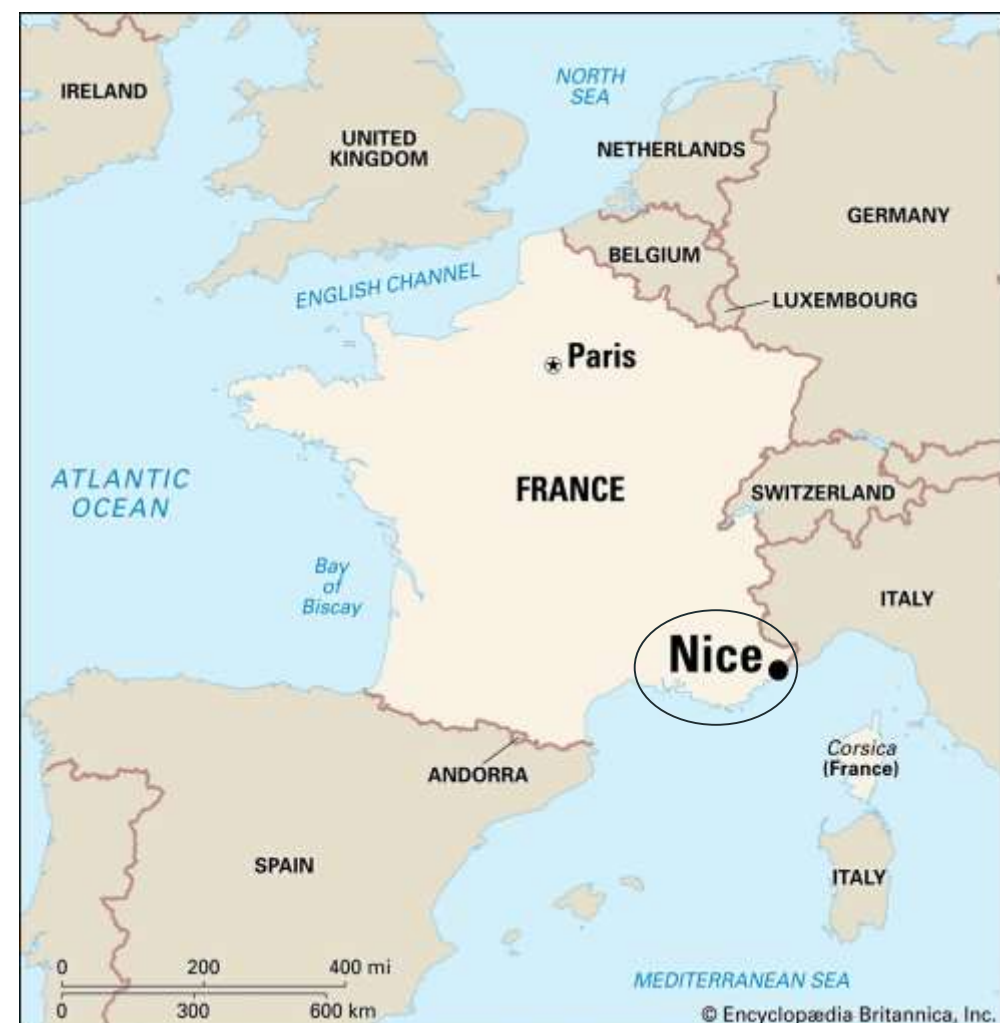 NORTH
SEA
IRELAND
UNITED
KINGDOM
NETHERLANDS
GERMANY
BELGIUM
ENGLISH CHANNEL
LUXEMBOURG
Paris
ATLANTIC
OCEAN
FRANCE
SWITZERLAND
Bay
of
Biscay
ITALY
Nice
Corsica
(France)
ANDORRA
SPAIN
ITALY
0 200 400 mi
0 300 600 km
MEDITERRANEAN SEA
© Encyclopædia Britannica, Inc.